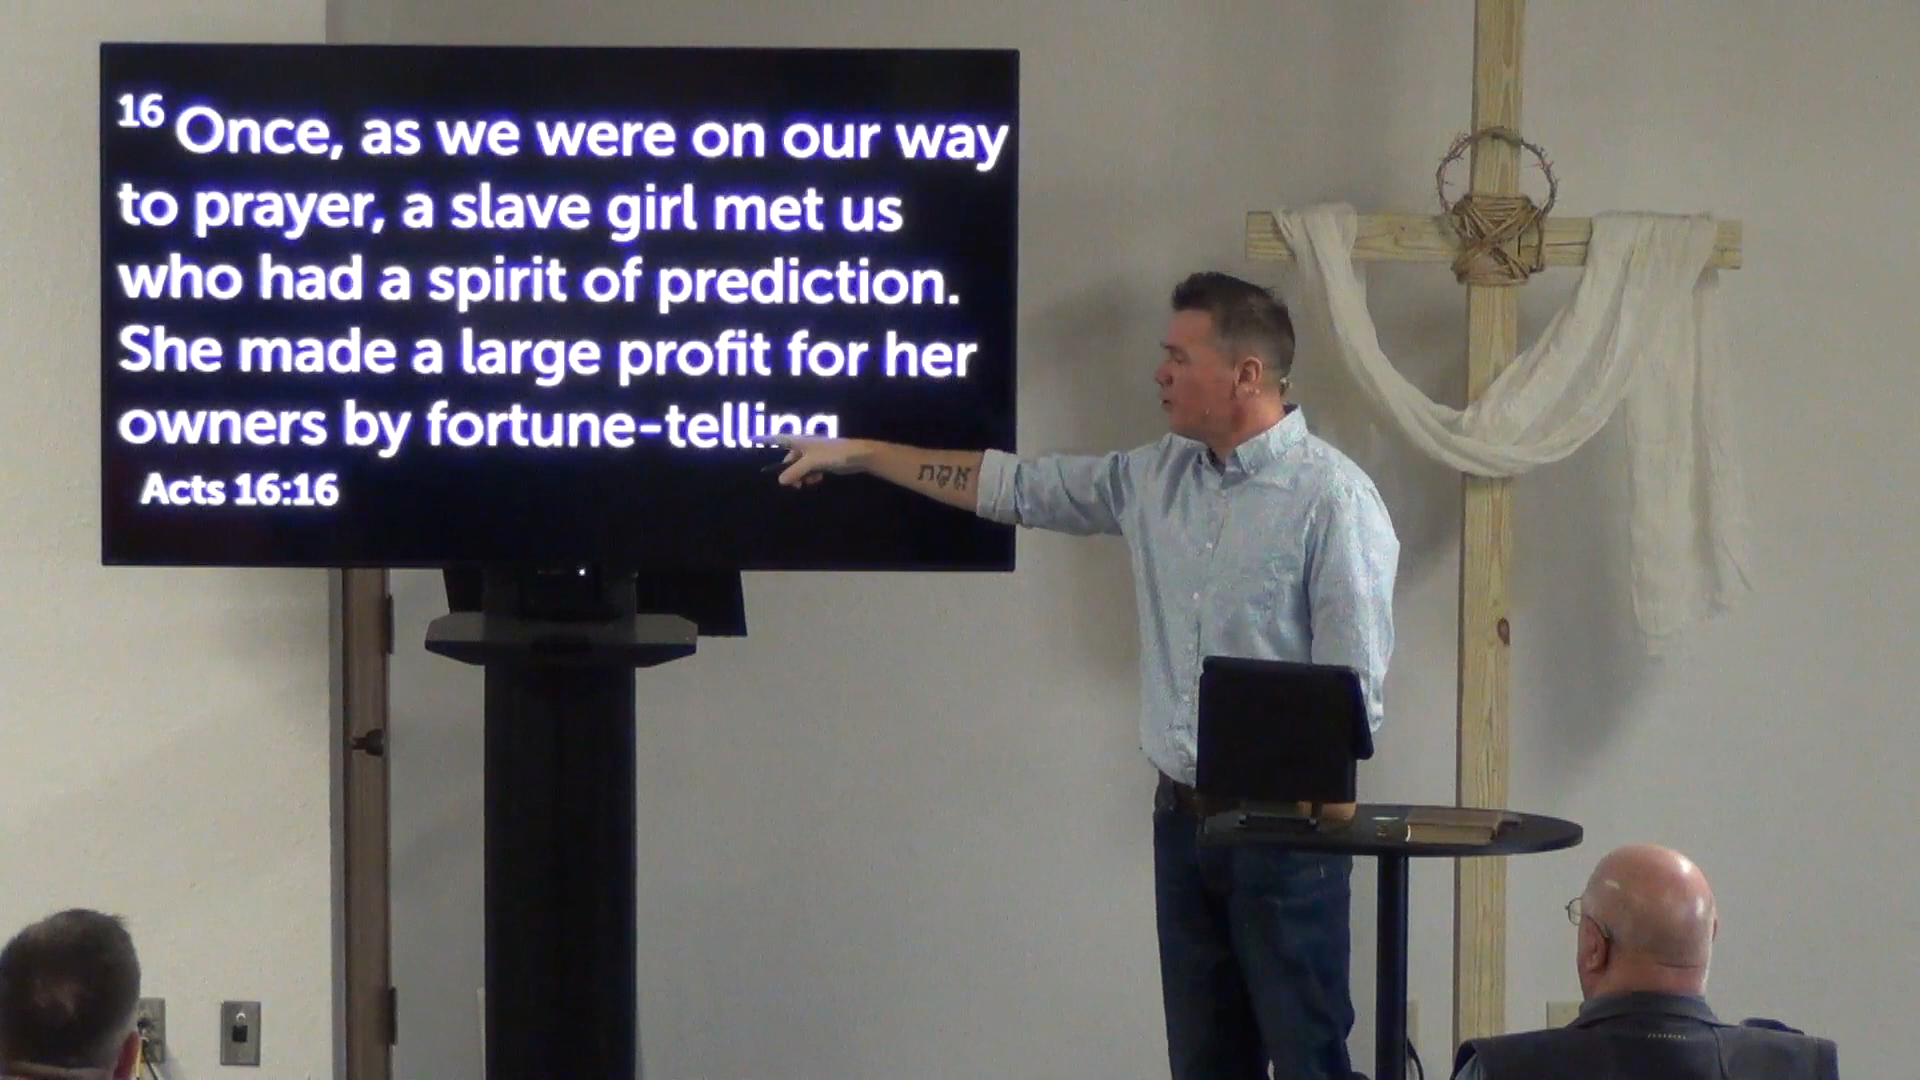 16 Once, as we were on our way
to prayer, a slave girl met us
who had a spirit of prediction.
She made a large profit for her
owners by fortune-telling
Acts 16:16